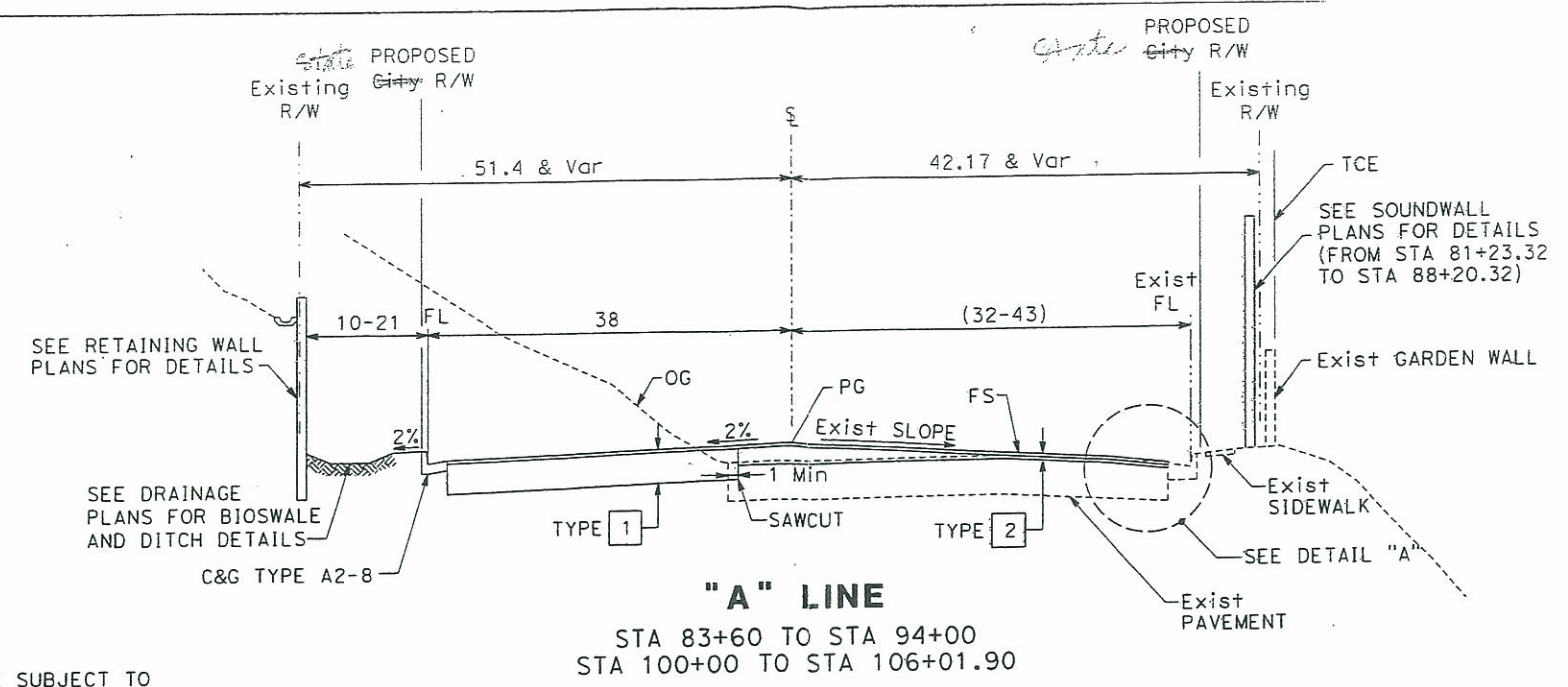 State PROPOSED
Existing City R/W
R/W
State PROPOSED
City R/W
Existing
R/W
℄
51.4 & Var
42.17 & Var
TCE
SEE SOUNDWALL
PLANS FOR DETAILS
(FROM STA 81+23.32
TO STA 88+20.32)
Exist
FL
10-21
FL
38
(32-43)
SEE RETAINING WALL
PLANS FOR DETAILS
Exist GARDEN WALL
OG
PG
FS
2%
2%
Exist SLOPE
1 Min
SEE DRAINAGE
PLANS FOR BIOSWALE
AND DITCH DETAILS
TYPE 1
SAWCUT
TYPE 2
Exist
SIDEWALK
SEE DETAIL "A"
C&G TYPE A2-8
Exist
PAVEMENT
"A" LINE
STA 83+60 TO STA 94+00
STA 100+00 TO STA 106+01.90
SUBJECT TO